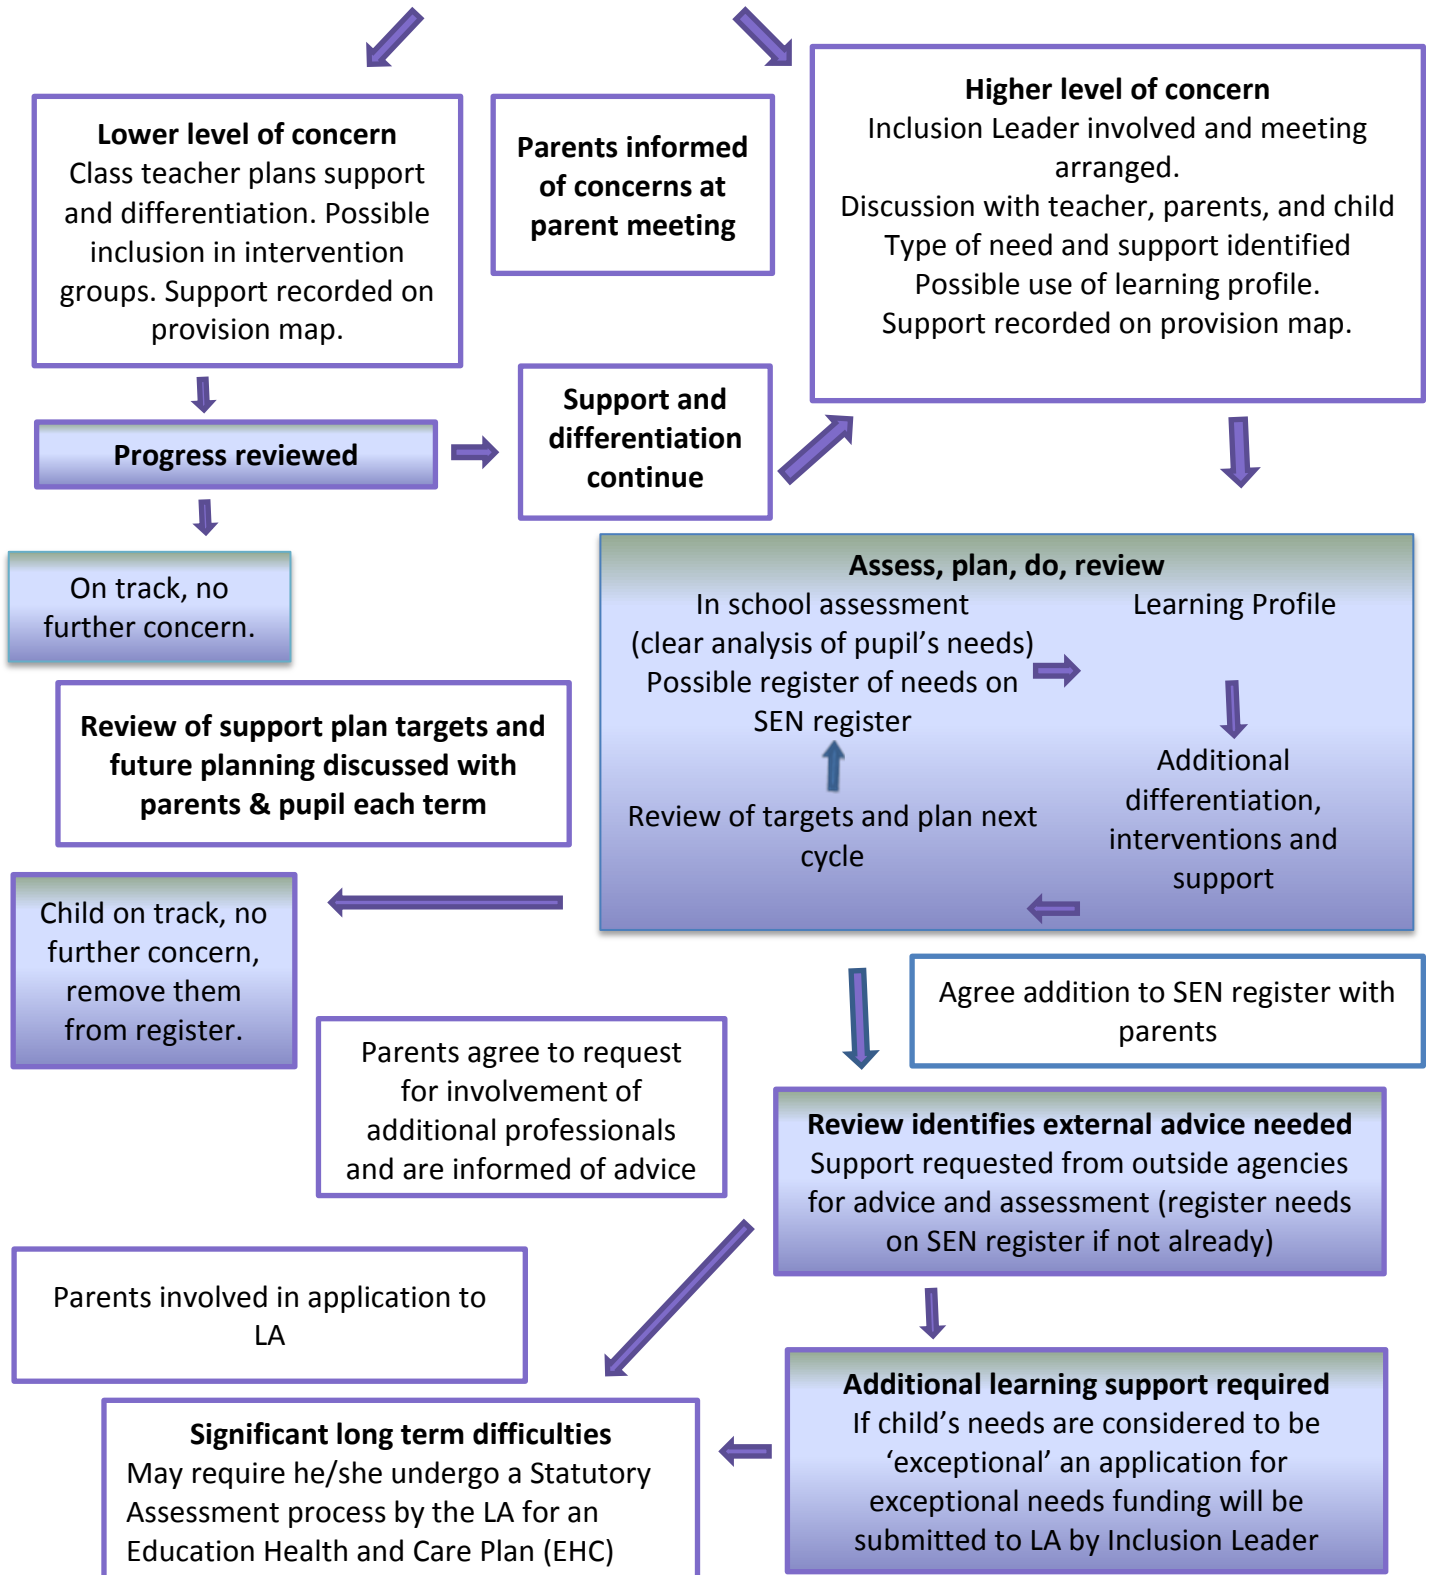 Lower level of concern
Class teacher plans support
and differentiation. Possible
inclusion in intervention
groups. Support recorded on
provision map.
Parents informed
of concerns at
parent meeting
Higher level of concern
Inclusion Leader involved and meeting
arranged.
Discussion with teacher, parents, and child
Type of need and support identified
Possible use of learning profile.
Support recorded on provision map.
Progress reviewed
Support and
differentiation
continue
On track, no
further concern.
Assess, plan, do, review
In school assessment
(clear analysis of pupil’s needs)
Possible register of needs on
SEN register
Learning Profile
Additional
differentiation,
interventions and
support
Review of targets and plan next
cycle
Review of support plan targets and
future planning discussed with
parents & pupil each term
Child on track, no
further concern,
remove them
from register.
Agree addition to SEN register with
parents
Parents agree to request
for involvement of
additional professionals
and are informed of advice
Review identifies external advice needed
Support requested from outside agencies
for advice and assessment (register needs
on SEN register if not already)
Parents involved in application to
LA
Additional learning support required
If child’s needs are considered to be
‘exceptional’ an application for
exceptional needs funding will be
submitted to LA by Inclusion Leader
Significant long term difficulties
May require he/she undergo a Statutory
Assessment process by the LA for an
Education Health and Care Plan (EHC)